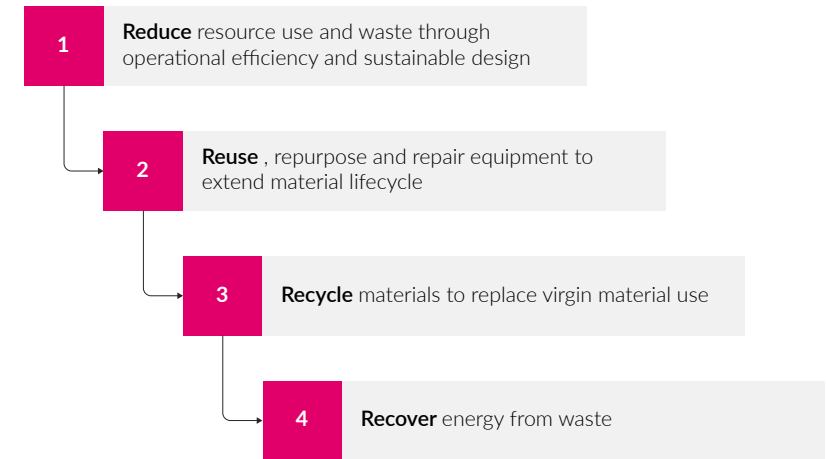 1
Reduce resource use and waste through
operational efficiency and sustainable design
2
Reuse , repurpose and repair equipment to
extend material lifecycle
3
Recycle materials to replace virgin material use
4
Recover energy from waste